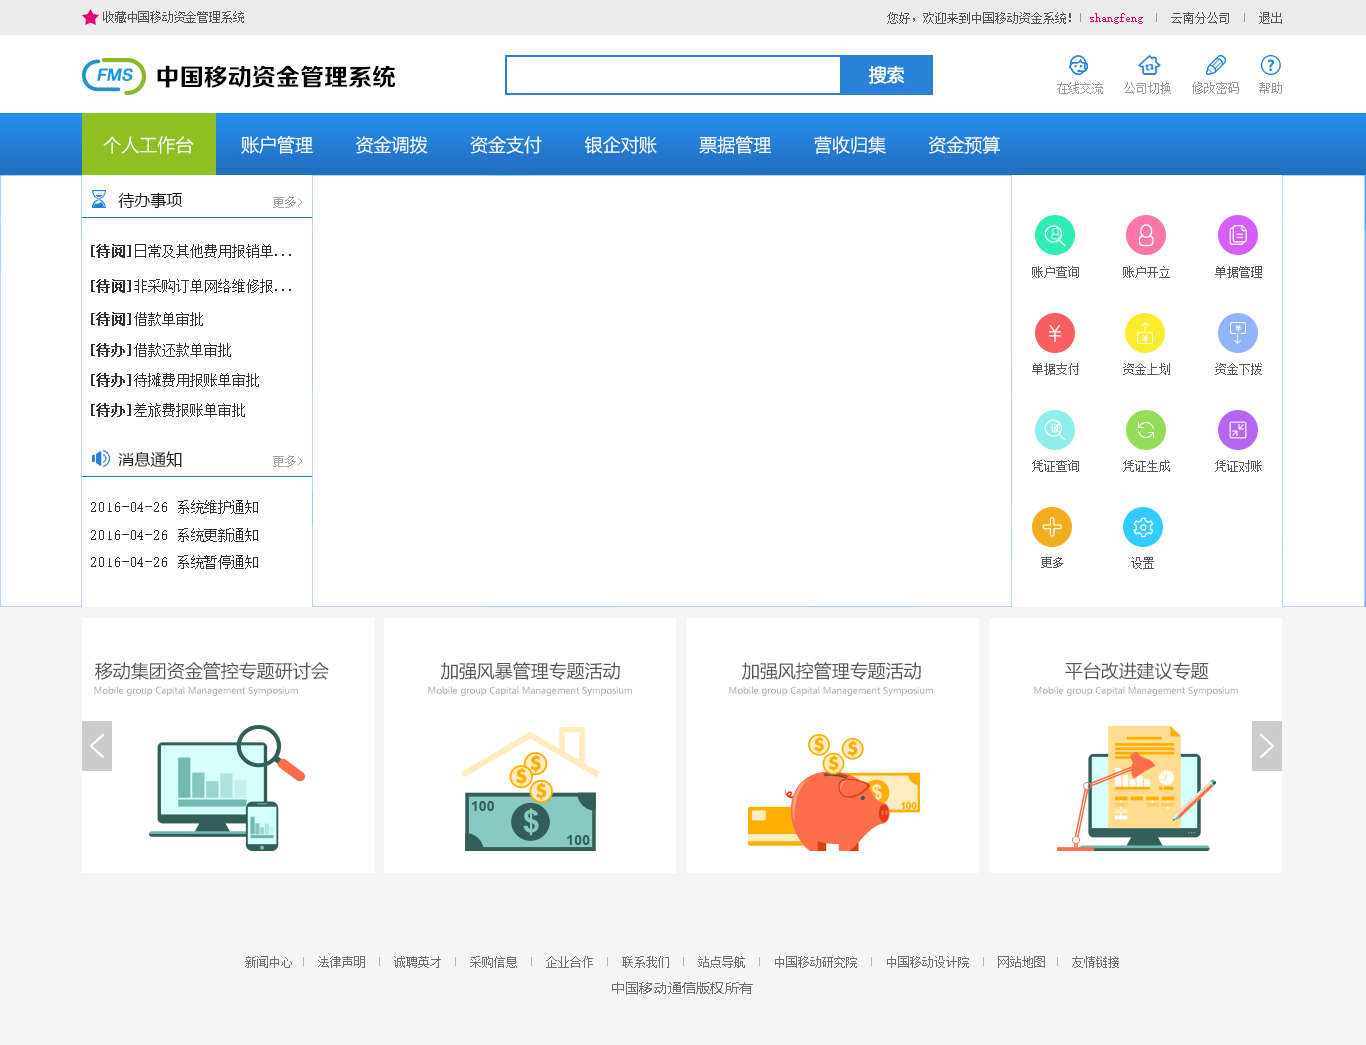 收藏中国移动资金管理系统
您好，欢迎来到中国移动资金系统! shangfeng 云南分公司 退出
FMS 中国移动资金管理系统
搜索
在线交流 公司切换 修改密码 帮助
个人工作台 账户管理 资金调拨 资金支付 银企对账 票据管理 营收归集 资金预算
待办事项 更多>
[待阅]日常及其他费用报销单...
[待阅]非采购订单网络维修报...
[待阅]借款单审批
[待办]借款还款单审批
[待办]待摊费用报账单审批
[待办]差旅费报账单审批
消息通知 更多>
2016-04-26 系统维护通知
2016-04-26 系统更新通知
2016-04-26 系统暂停通知
账户查询 账户开立 单据管理
单据支付 资金上划 资金下拨
凭证查询 凭证生成 凭证对账
更多 设置
移动集团资金管控专题研讨会
Mobile group Capital Management Symposium
加强风暴管理专题活动
Mobile group Capital Management Symposium
100
$
100
加强风控管理专题活动
Mobile group Capital Management Symposium
100
平台改进建议专题
Mobile group Capital Management Symposium
新闻中心 法律声明 诚聘英才 采购信息 企业合作 联系我们 站点导航 中国移动研究院 中国移动设计院 网站地图 友情链接
中国移动通信版权所有